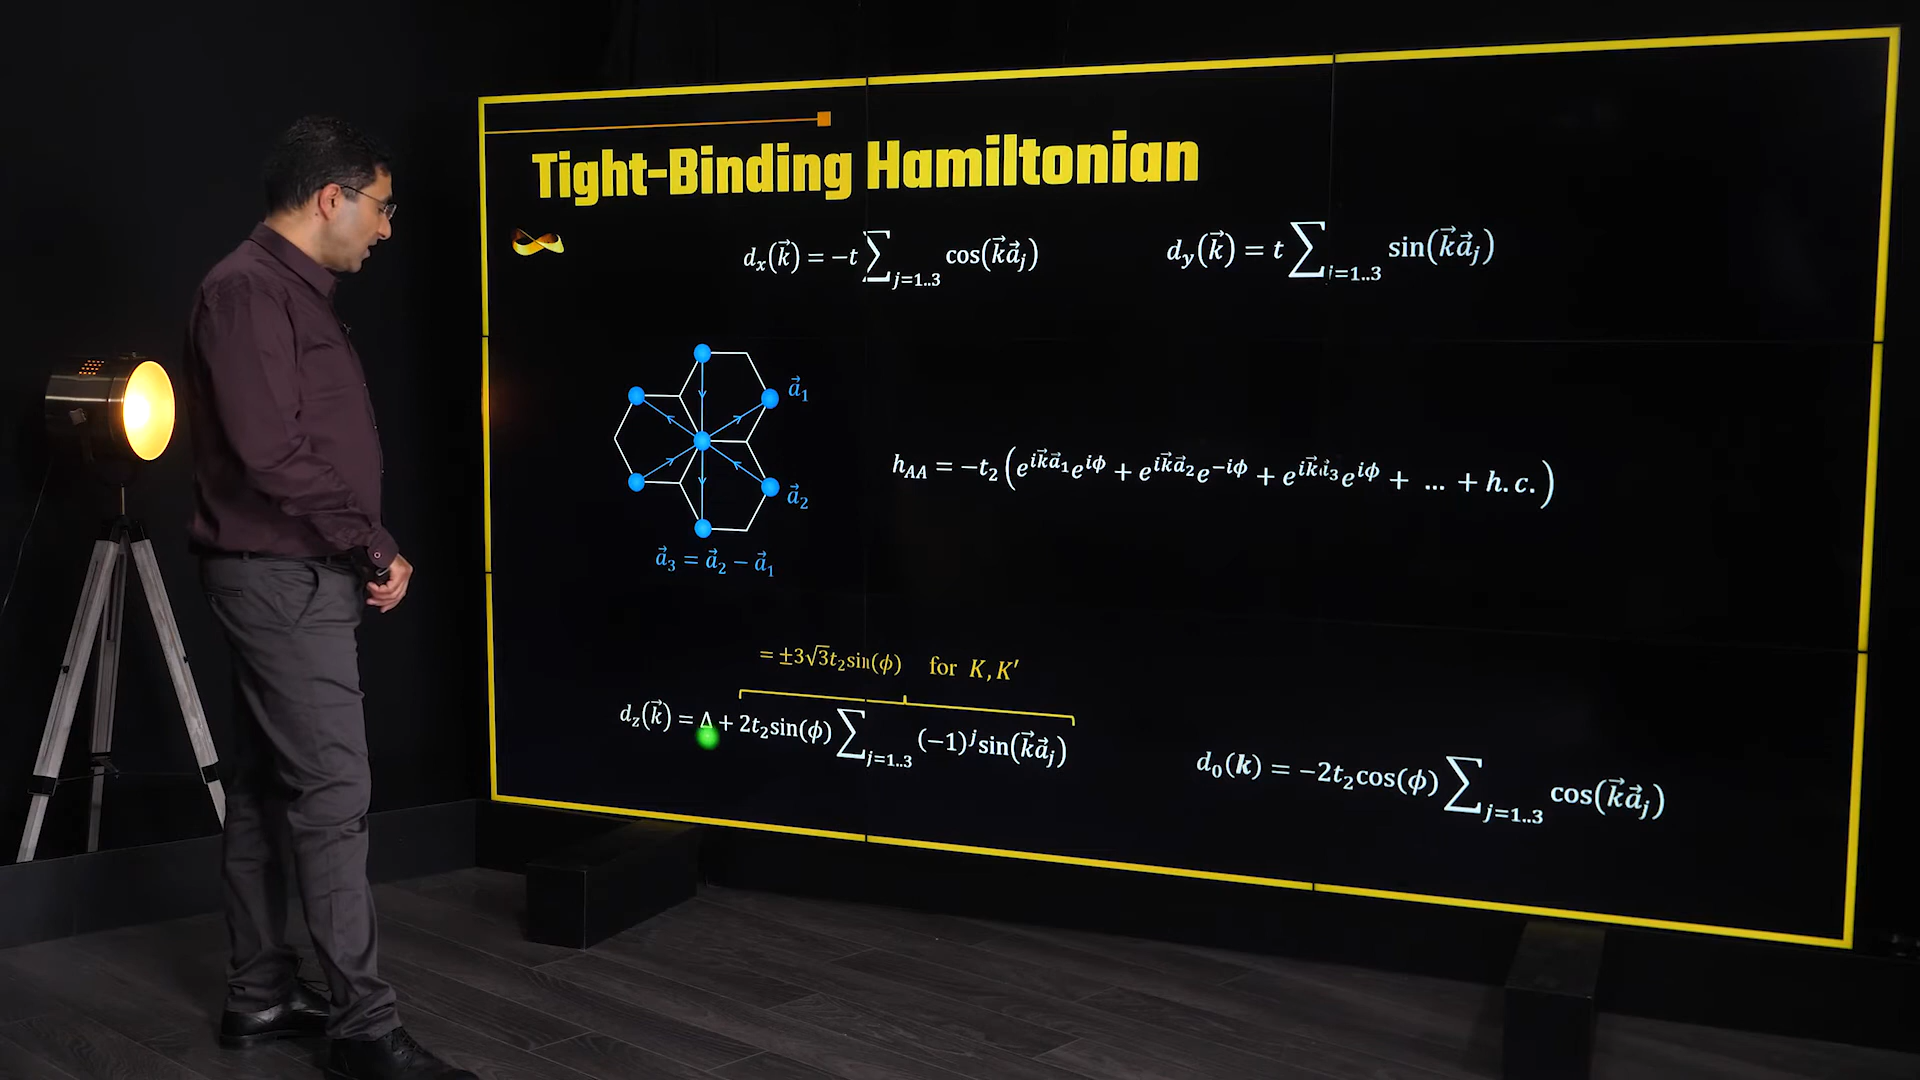 Tight-Binding Hamiltonian
d_x(k⃗) = −t ∑_{j=1..3} cos(k⃗a⃗_j)
d_y(k⃗) = t ∑_{j=1..3} sin(k⃗a⃗_j)
a⃗_1
a⃗_2
a⃗_3 = a⃗_2 − a⃗_1
h_{AA} = −t_2 (e^{ik⃗a⃗_1}e^{iϕ} + e^{ik⃗a⃗_2}e^{−iϕ} + e^{ik⃗a⃗_3}e^{iϕ} + ... + h.c.)
= ±3√3t_2sin(ϕ) for K, K′
d_z(k⃗) = Δ + 2t_2sin(ϕ) ∑_{j=1..3} (−1)^j sin(k⃗a⃗_j)
d_0(k) = −2t_2cos(ϕ) ∑_{j=1..3} cos(k⃗a⃗_j)